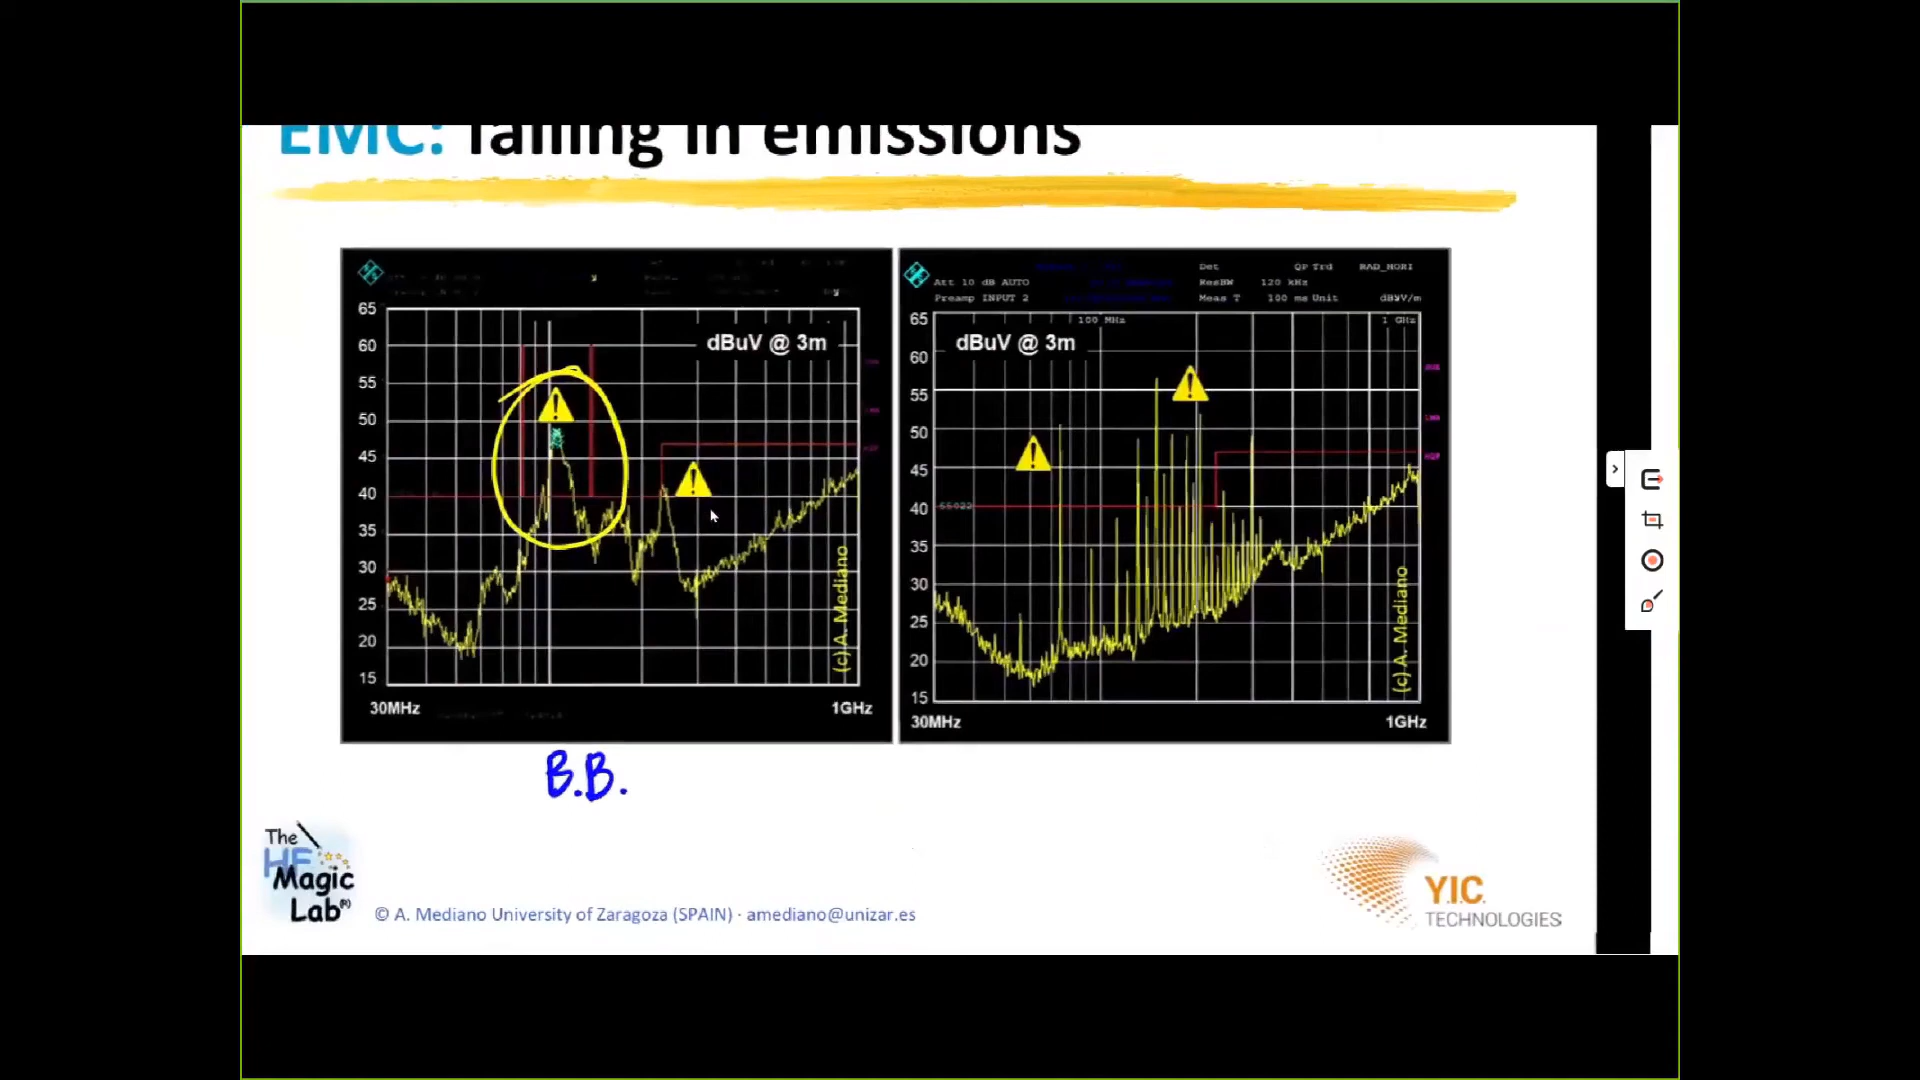 EMC: failing in emissions
65
60
55
50
45
40
35
30
25
20
15
dBuV @ 3m
(c) A. Mediano
30MHz
1GHz
Det QP Trd RAD_HORI
Att 10 dB AUTO ResBW 120 kHz
Preamp INPUT 2 Meas T 100 ms Unit dBµV/m
65
60
55
50
45
40
35
30
25
20
15
100 MHz
1 GHz
dBuV @ 3m
55022
(c) A. Mediano
30MHz
1GHz
B.B.
The
HF
Magic
Lab(R)
© A. Mediano University of Zaragoza (SPAIN) · amediano@unizar.es
Y.I.C.
TECHNOLOGIES